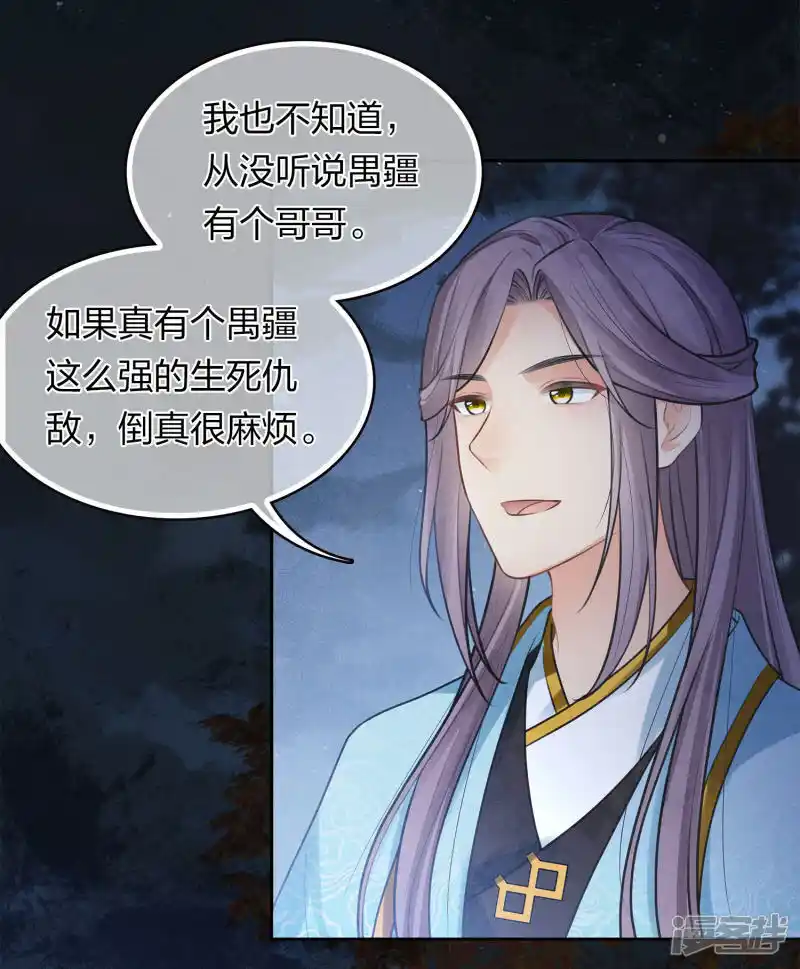 我也不知道，
从没听说禺疆
有个哥哥。
如果真有个禺疆
这么强的生死仇
敌，倒真很麻烦。
漫客栈